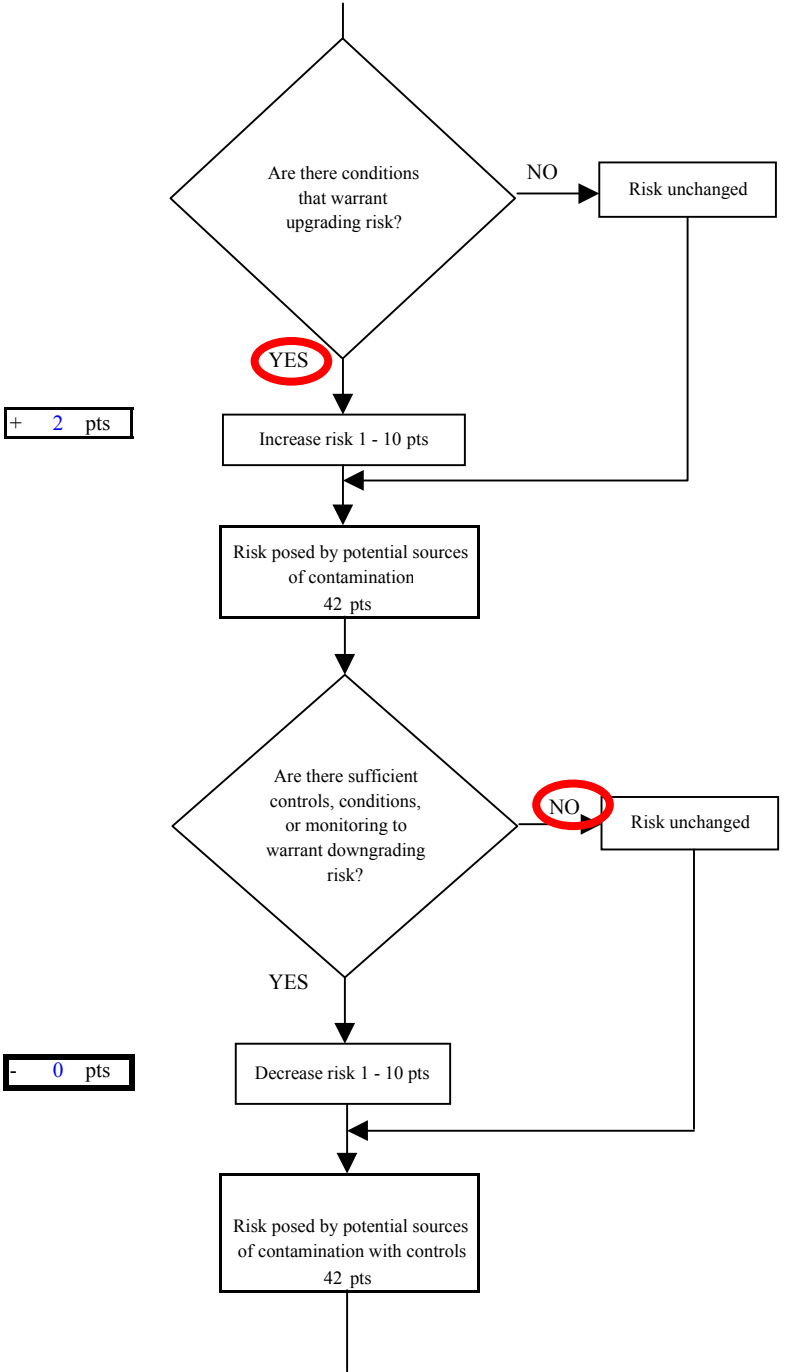 Are there conditions
that warrant
upgrading risk?
NO
Risk unchanged
YES
+ 2 pts
Increase risk 1 - 10 pts
Risk posed by potential sources
of contamination
42 pts
Are there sufficient
controls, conditions,
or monitoring to
warrant downgrading
risk?
NO
Risk unchanged
YES
- 0 pts
Decrease risk 1 - 10 pts
Risk posed by potential sources
of contamination with controls
42 pts